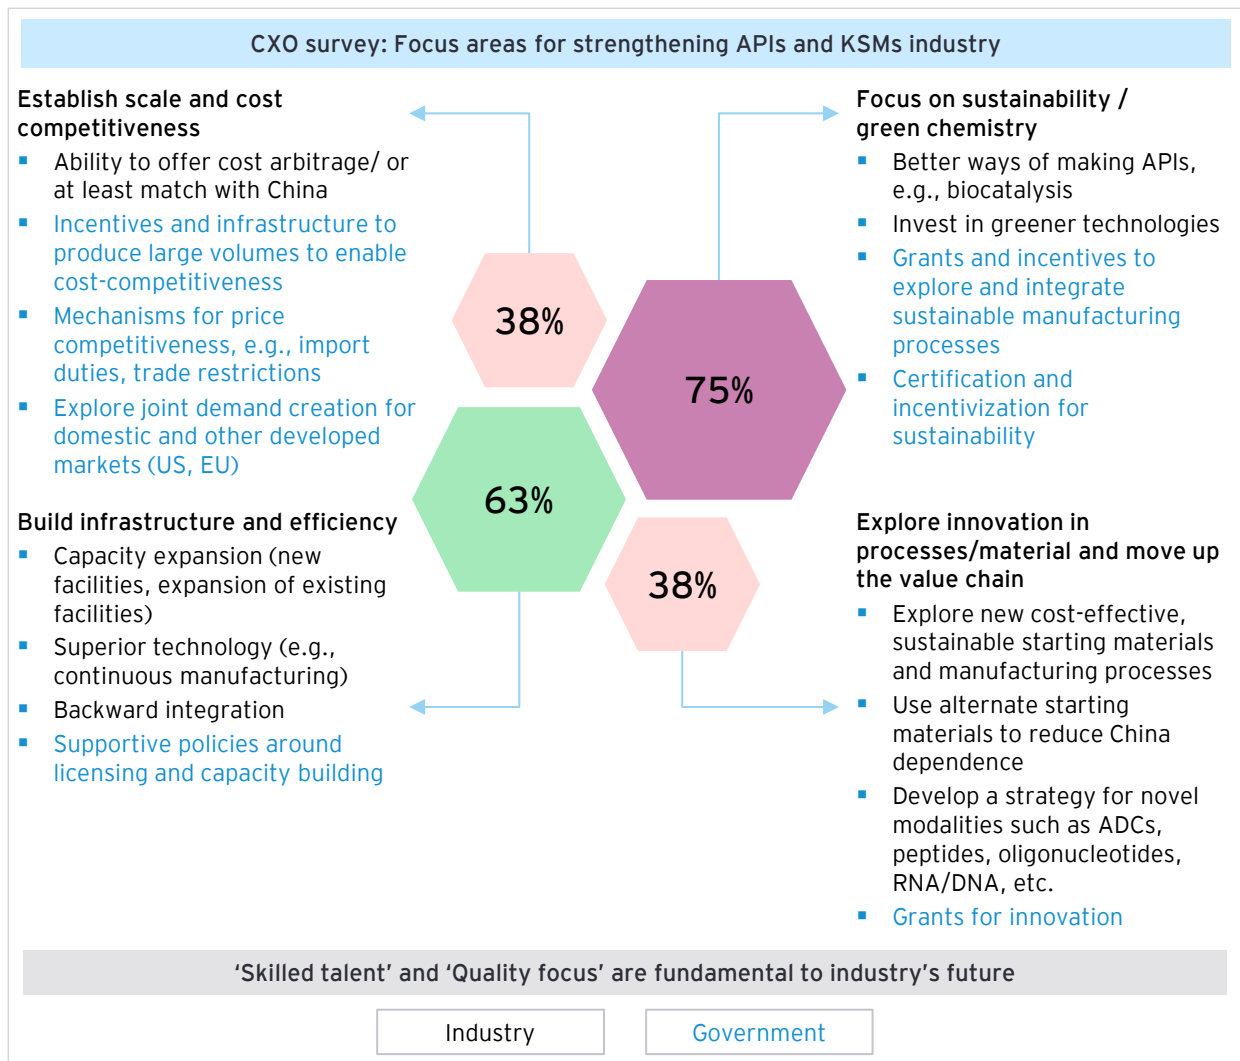 CXO survey: Focus areas for strengthening APIs and KSMs industry
Establish scale and cost
competitiveness
▪ Ability to offer cost arbitrage/ or
at least match with China
▪ Incentives and infrastructure to
produce large volumes to enable
cost-competitiveness
▪ Mechanisms for price
competitiveness, e.g., import
duties, trade restrictions
▪ Explore joint demand creation for
domestic and other developed
markets (US, EU)
38%
Focus on sustainability /
green chemistry
▪ Better ways of making APIs,
e.g., biocatalysis
▪ Invest in greener technologies
▪ Grants and incentives to
explore and integrate
sustainable manufacturing
processes
▪ Certification and
incentivization for
sustainability
75%
Build infrastructure and efficiency
▪ Capacity expansion (new
facilities, expansion of existing
facilities)
▪ Superior technology (e.g.,
continuous manufacturing)
▪ Backward integration
▪ Supportive policies around
licensing and capacity building
63%
38%
Explore innovation in
processes/material and move up
the value chain
▪ Explore new cost-effective,
sustainable starting materials
and manufacturing processes
▪ Use alternate starting
materials to reduce China
dependence
▪ Develop a strategy for novel
modalities such as ADCs,
peptides, oligonucleotides,
RNA/DNA, etc.
▪ Grants for innovation
‘Skilled talent’ and ‘Quality focus’ are fundamental to industry’s future
Industry
Government